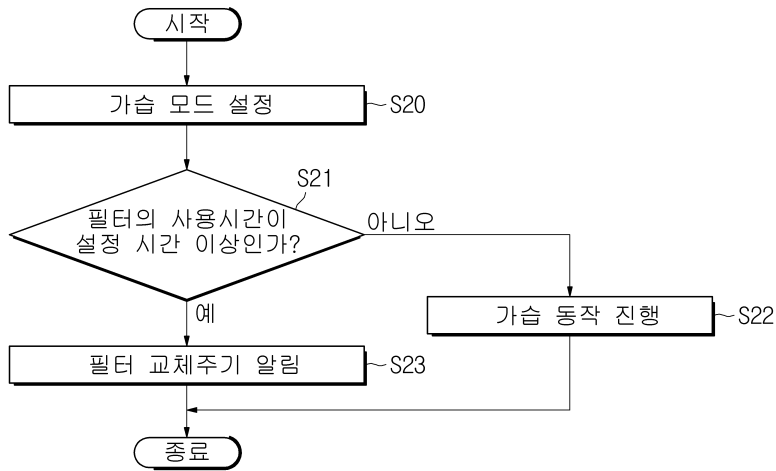 시작
가습 모드 설정
S20
S21
필터의 사용시간이
설정 시간 이상인가?
아니오
예
가습 동작 진행
S22
필터 교체주기 알림
S23
종료